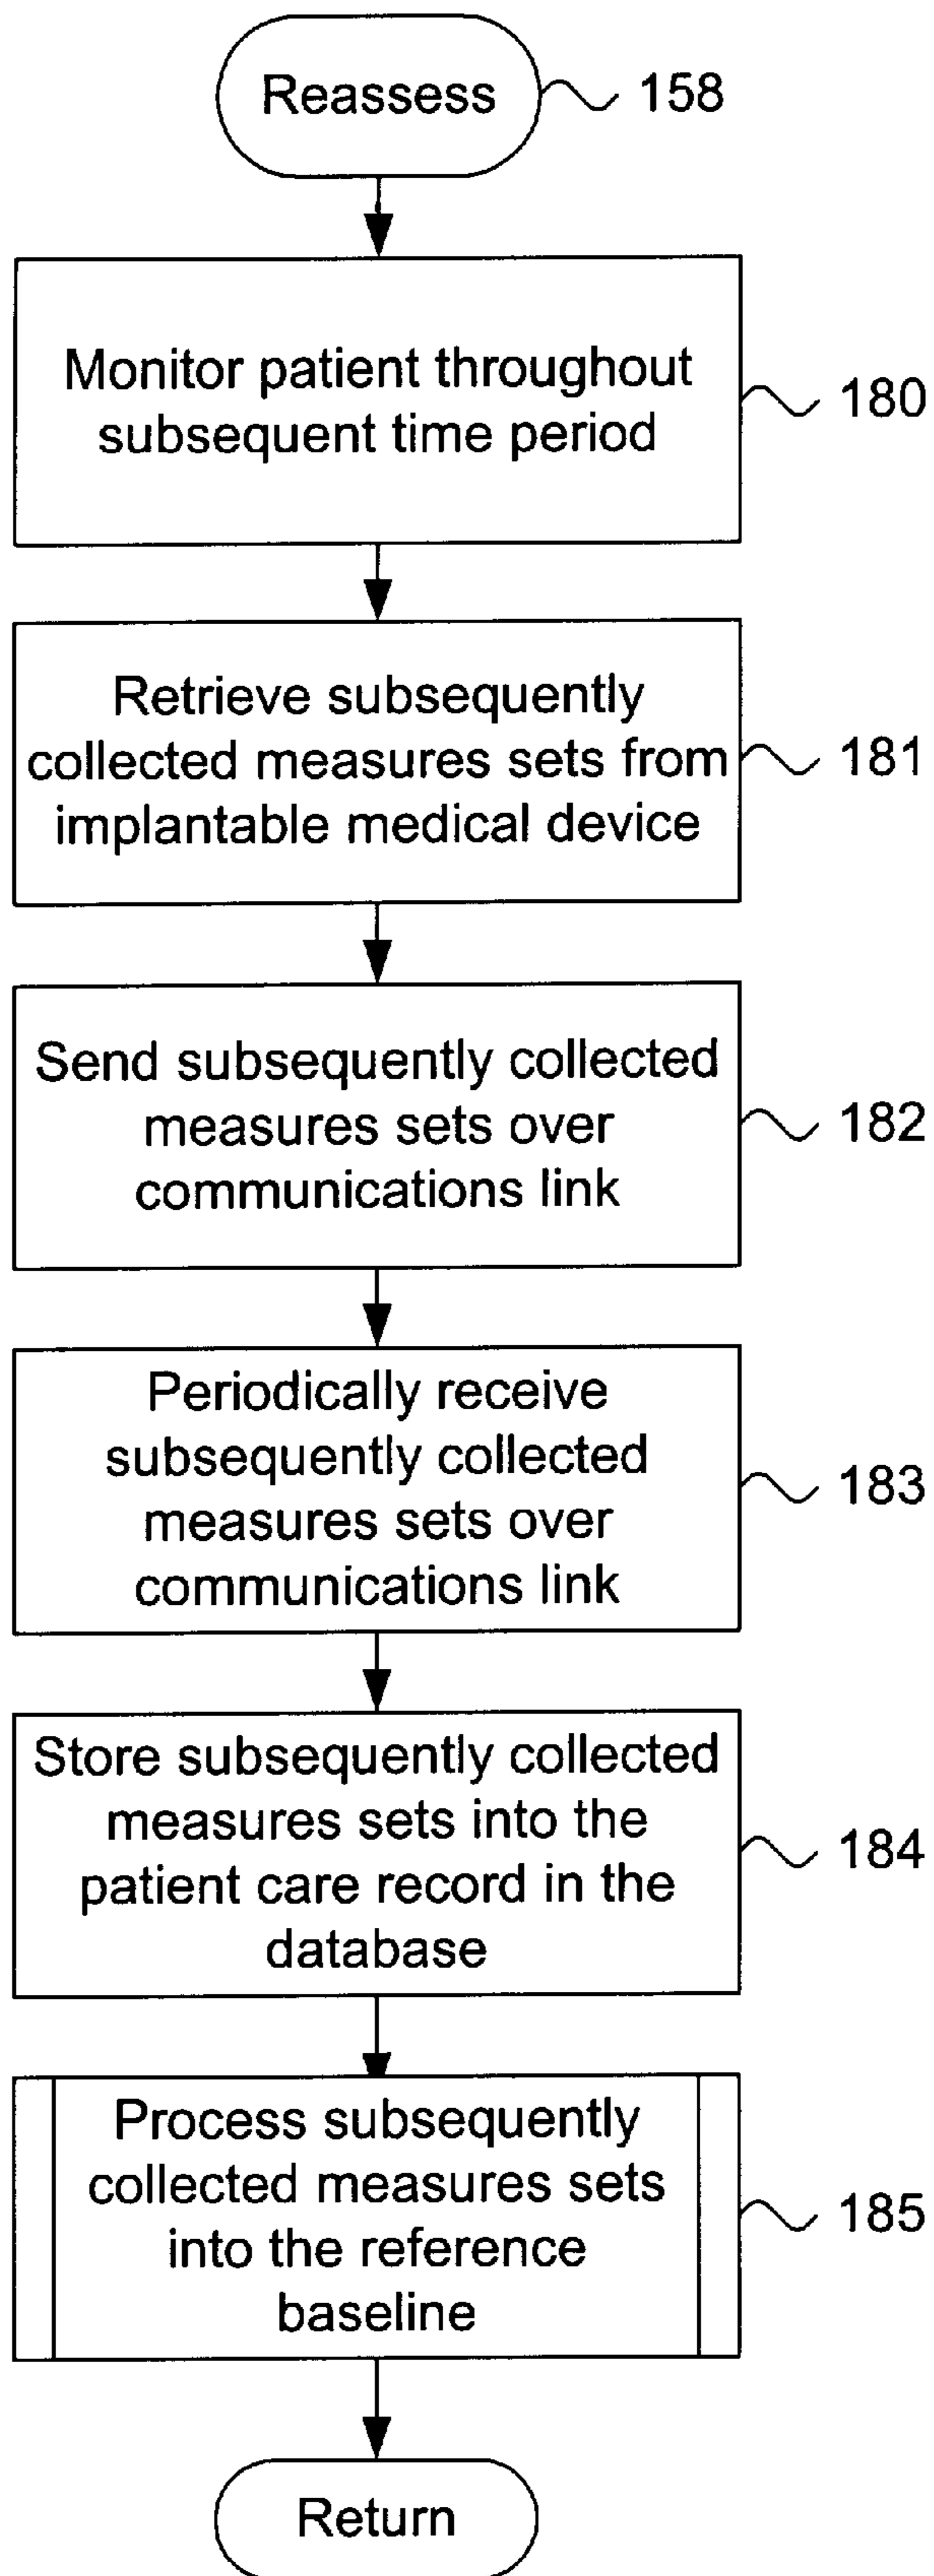 Reassess
158
Monitor patient throughout
subsequent time period
180
Retrieve subsequently
collected measures sets from
implantable medical device
181
Send subsequently collected
measures sets over
communications link
182
Periodically receive
subsequently collected
measures sets over
communications link
183
Store subsequently collected
measures sets into the
patient care record in the
database
184
Process subsequently
collected measures sets
into the reference
baseline
185
Return